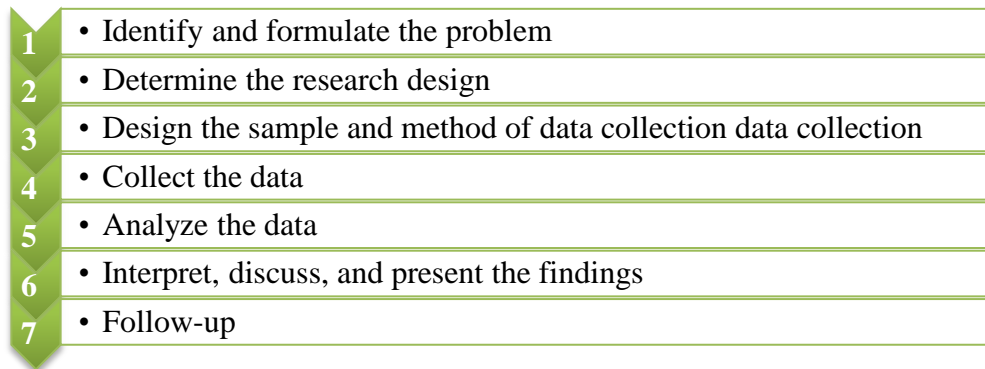 1 • Identify and formulate the problem
2 • Determine the research design
3 • Design the sample and method of data collection data collection
4 • Collect the data
5 • Analyze the data
6 • Interpret, discuss, and present the findings
7 • Follow-up